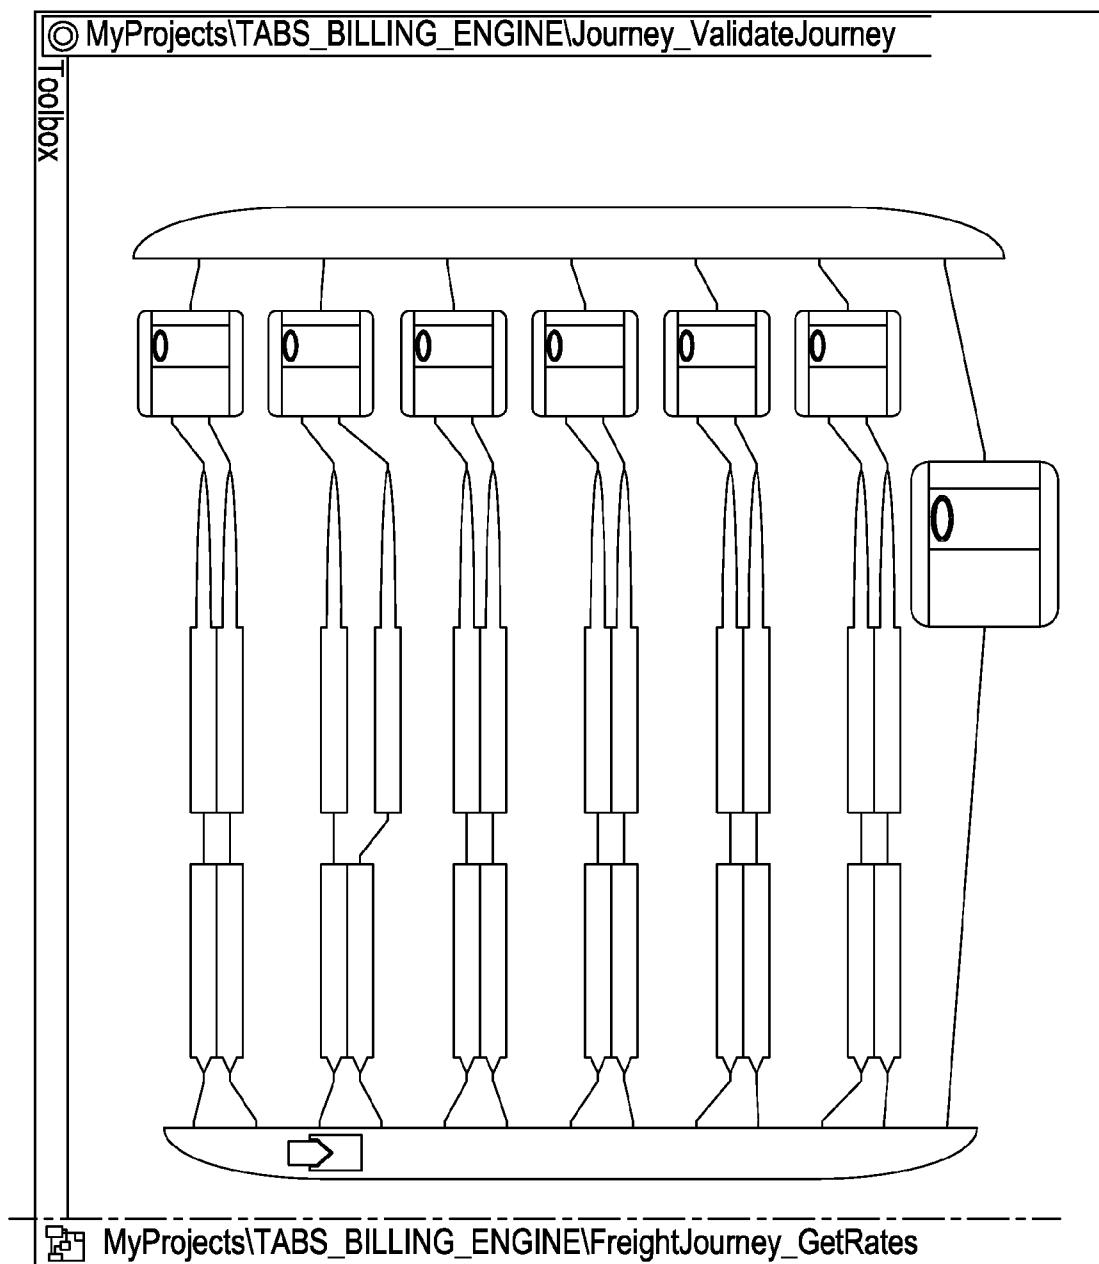 MyProjects\TABS_BILLING_ENGINE\Journey_ValidateJourney
Toolbox
MyProjects\TABS_BILLING_ENGINE\FreightJourney_GetRates